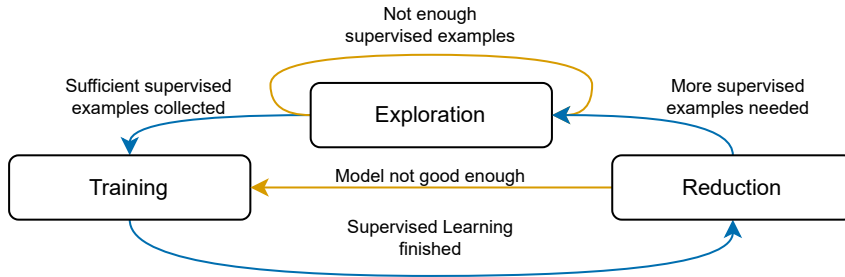 Not enough
supervised examples
Sufficient supervised
examples collected
More supervised
examples needed
Exploration
Training
Model not good enough
Reduction
Supervised Learning
finished